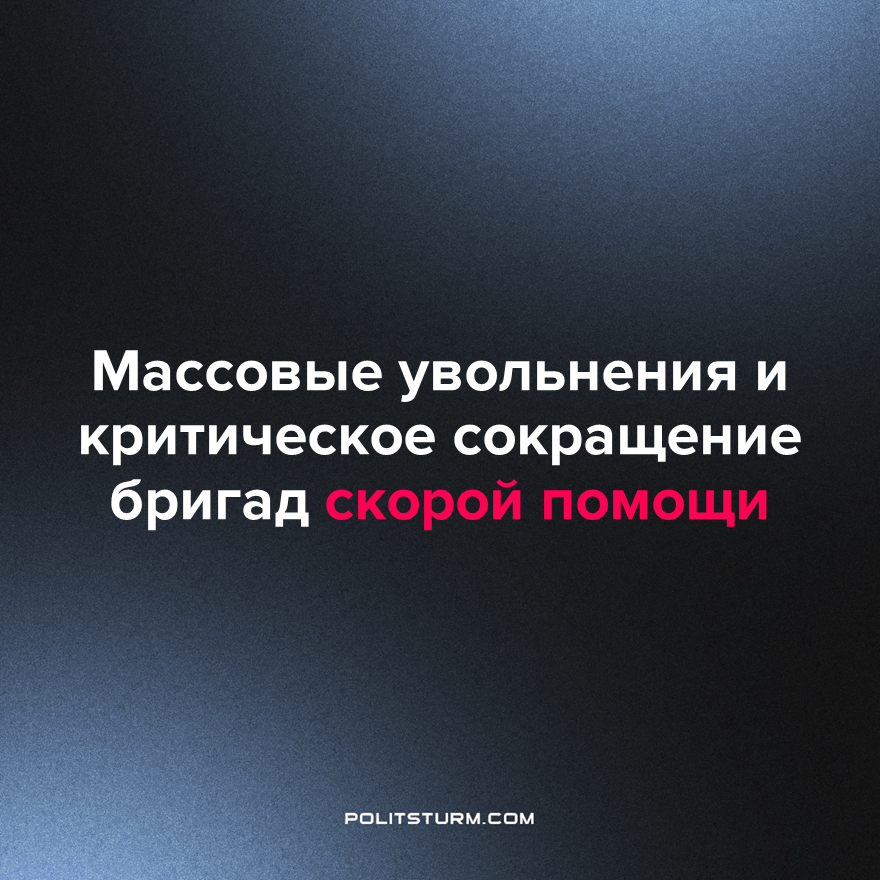 Массовые увольнения и
критическое сокращение
бригад скорой помощи
POLITSTURM.COM